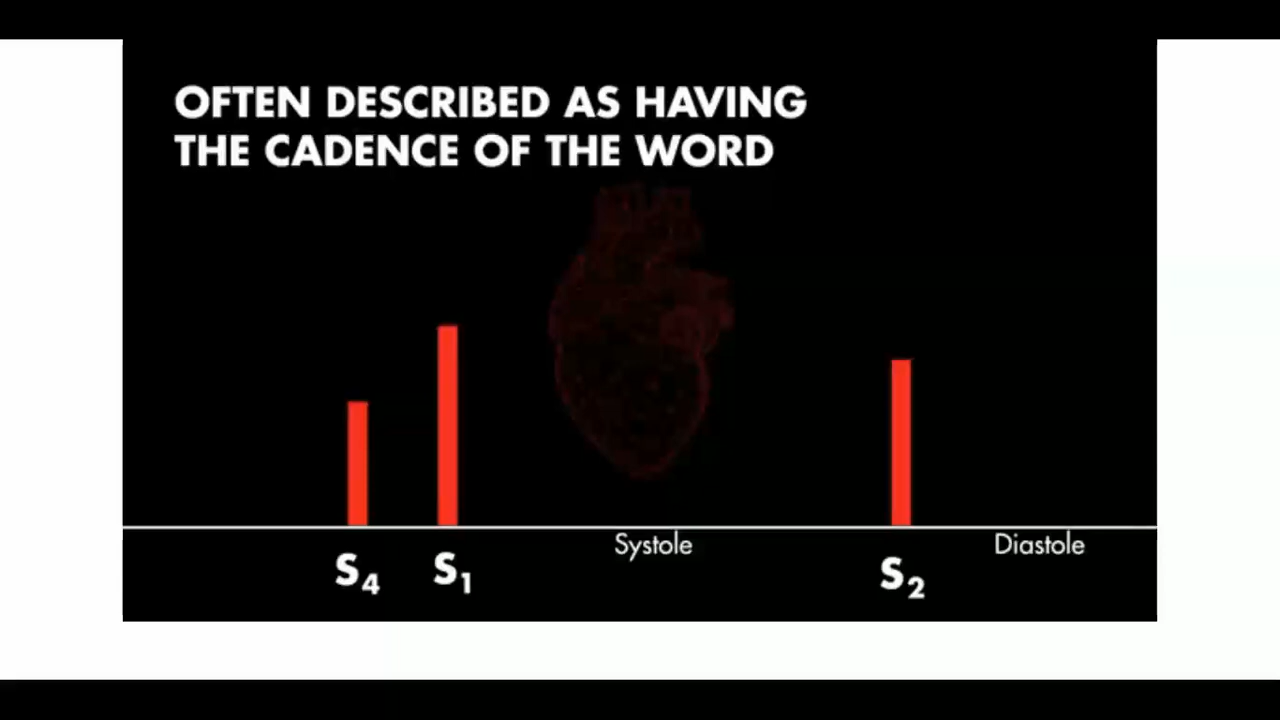 OFTEN DESCRIBED AS HAVING
THE CADENCE OF THE WORD
Systole
Diastole
S4 S1 S2